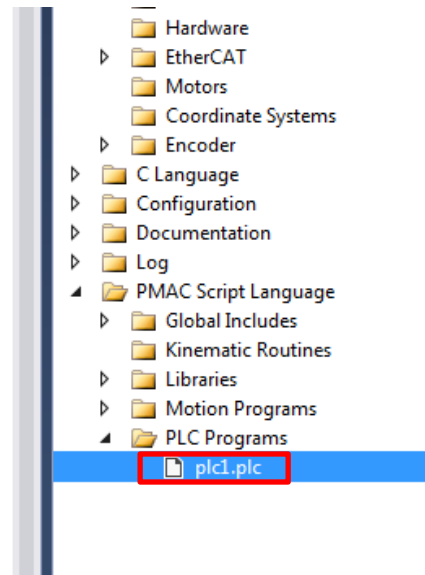 Hardware
EtherCAT
Motors
Coordinate Systems
Encoder
C Language
Configuration
Documentation
Log
PMAC Script Language
Global Includes
Kinematic Routines
Libraries
Motion Programs
PLC Programs
plc1.plc